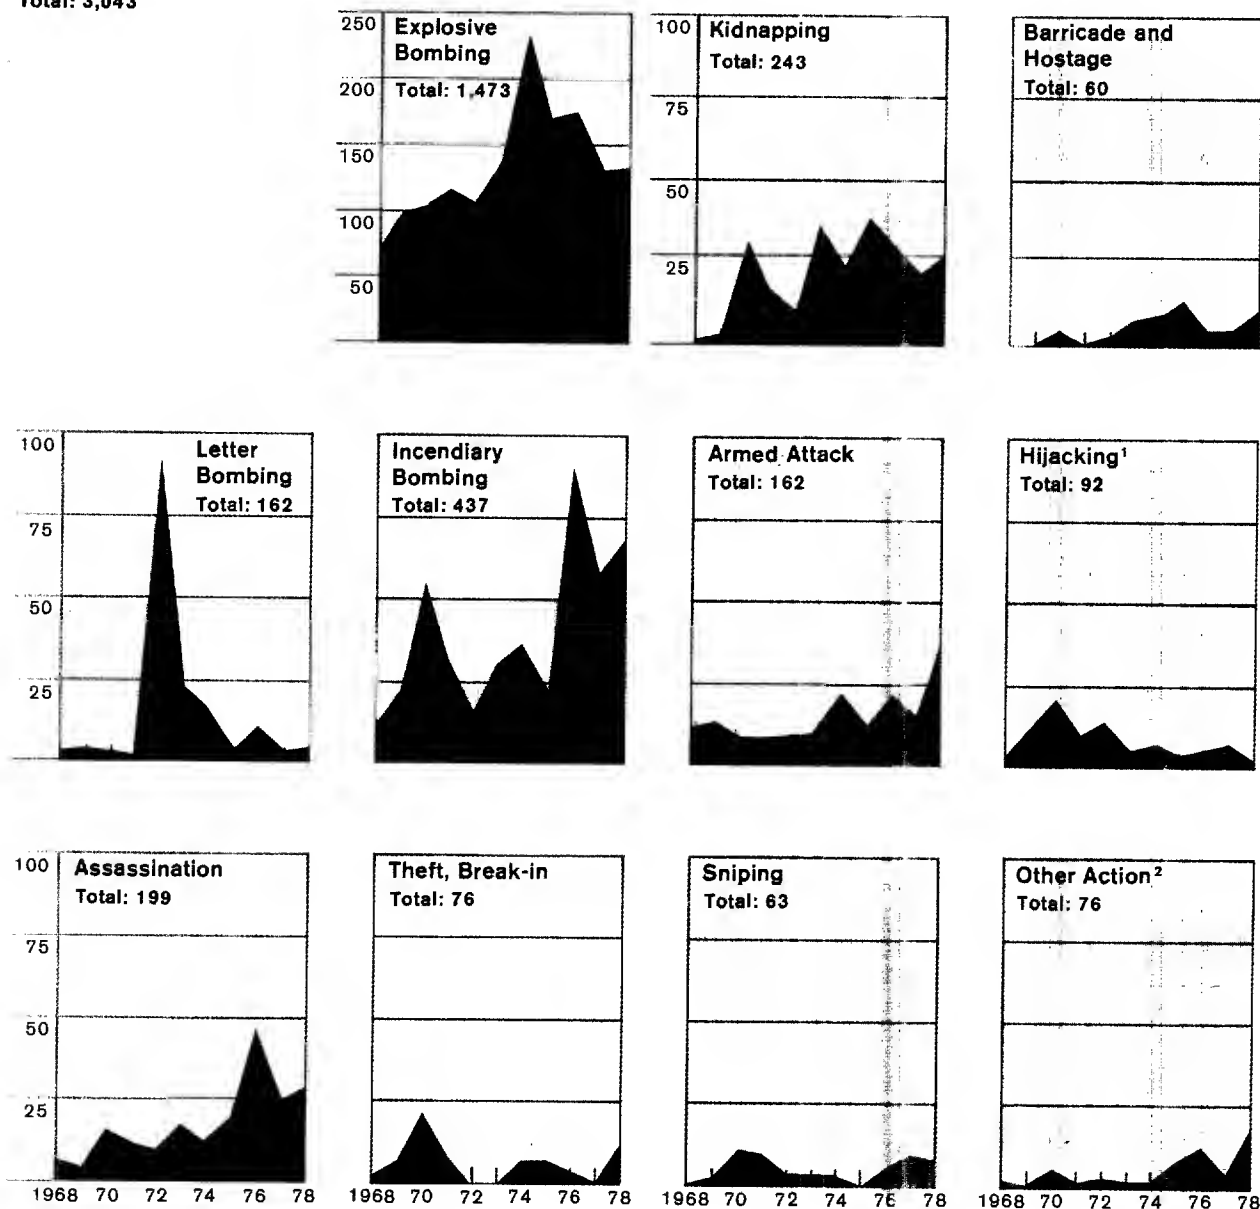 Total: 3,043
250
200
150
100
50
Explosive
Bombing
Total: 1,473
100
75
50
25
Kidnapping
Total: 243
Barricade and
Hostage
Total: 60
100
75
50
25
Letter
Bombing
Total: 162
Incendiary
Bombing
Total: 437
Armed Attack
Total: 162
Hijacking¹
Total: 92
100
75
50
25
Assassination
Total: 199
Theft, Break-in
Total: 76
Sniping
Total: 63
Other Action²
Total: 76
1968 70 72 74 76 78
1968 70 72 74 76 78
1968 70 72 74 76 78
1968 70 72 74 76 78